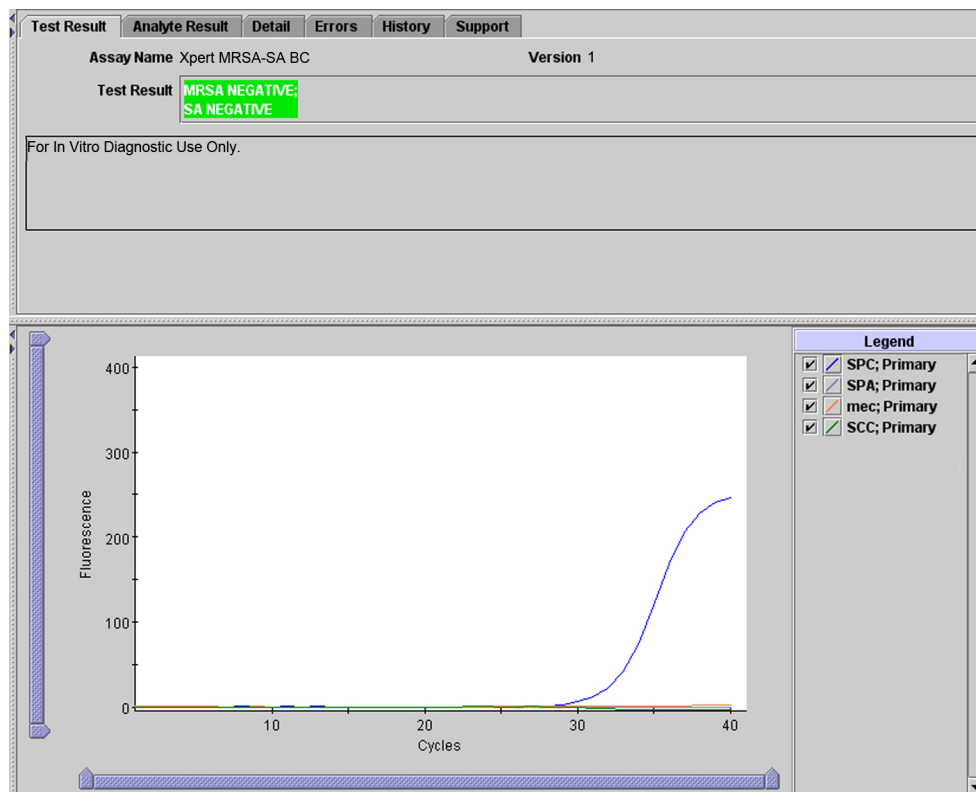 Test Result Analyte Result Detail Errors History Support
Assay Name Xpert MRSA-SA BC Version 1
Test Result MRSA NEGATIVE;
SA NEGATIVE
For In Vitro Diagnostic Use Only.
Legend
SPC; Primary
SPA; Primary
mec; Primary
SCC; Primary
400
300
200
100
0
Fluorescence
10 20 30 40
Cycles